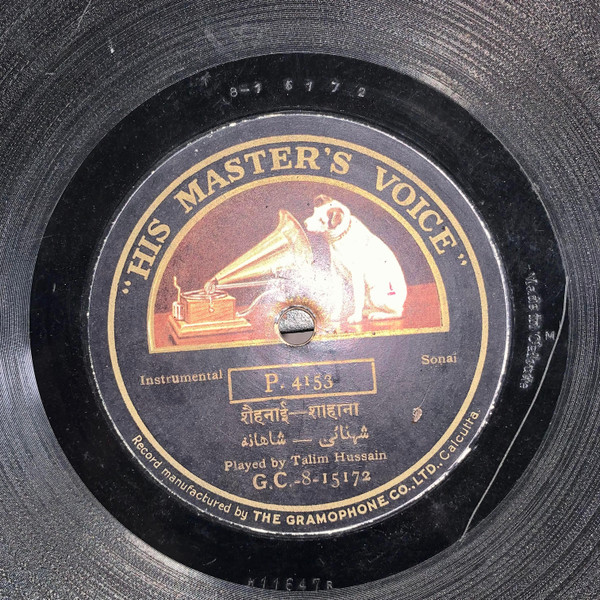 "HIS MASTER'S VOICE"
Instrumental
Sonai
P. 4153
शैहनाई—शाहाना
شہنائی — شاہانہ
Played by Talim Hussain
G.C.-8-15172
Record manufactured by THE GRAMOPHONE CO., LTD., Calcutta.